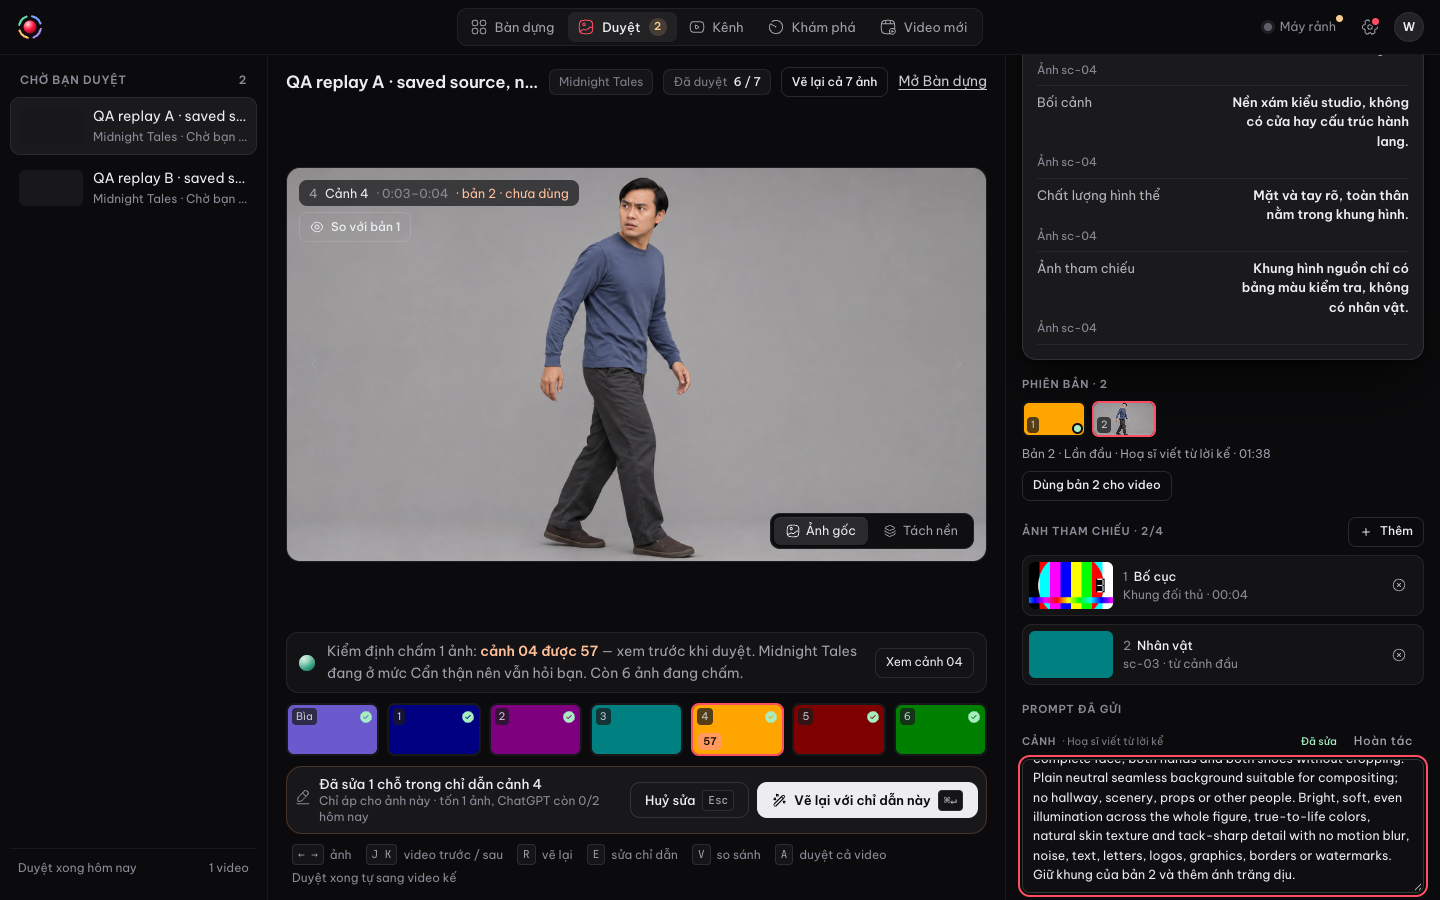 Bàn dựng
Duyệt 2
Kênh
Khám phá
Video mới
Máy rảnh
W
CHỜ BẠN DUYỆT 2
QA replay A · saved s...
Midnight Tales · Chờ bạn ...
QA replay B · saved s...
Midnight Tales · Chờ bạn ...
Duyệt xong hôm nay 1 video
QA replay A · saved source, n...
Midnight Tales
Đã duyệt 6 / 7
Vẽ lại cả 7 ảnh
Mở Bàn dựng
4 Cảnh 4 · 0:03–0:04 · bản 2 · chưa dùng
So với bản 1
Ảnh gốc
Tách nền
Kiểm định chấm 1 ảnh: cảnh 04 được 57 — xem trước khi duyệt. Midnight Tales
đang ở mức Cẩn thận nên vẫn hỏi bạn. Còn 6 ảnh đang chấm.
Xem cảnh 04
Bìa
1
2
3
4
57
5
6
Đã sửa 1 chỗ trong chỉ dẫn cảnh 4
Chỉ áp cho ảnh này · tốn 1 ảnh, ChatGPT còn 0/2
hôm nay
Huỷ sửa Esc
Vẽ lại với chỉ dẫn này ⌘↵
← → ảnh
J K video trước / sau
R vẽ lại
E sửa chỉ dẫn
V so sánh
A duyệt cả video
Duyệt xong tự sang video kế
Ảnh sc-04
Bối cảnh
Nền xám kiểu studio, không
có cửa hay cấu trúc hành
lang.
Ảnh sc-04
Chất lượng hình thể
Mặt và tay rõ, toàn thân
nằm trong khung hình.
Ảnh sc-04
Ảnh tham chiếu
Khung hình nguồn chỉ có
bảng màu kiểm tra, không
có nhân vật.
Ảnh sc-04
PHIÊN BẢN · 2
1
2
Bản 2 · Lần đầu · Hoạ sĩ viết từ lời kể · 01:38
Dùng bản 2 cho video
ẢNH THAM CHIẾU · 2/4
+ Thêm
1 Bố cục
Khung đối thủ · 00:04
2 Nhân vật
sc-03 · từ cảnh đầu
PROMPT ĐÃ GỬI
CẢNH · Hoạ sĩ viết từ lời kể
Đã sửa
Hoàn tác
complete face, both hands and both shoes without cropping.
Plain neutral seamless background suitable for compositing;
no hallway, scenery, props or other people. Bright, soft, even
illumination across the whole figure, true-to-life colors,
natural skin texture and tack-sharp detail with no motion blur,
noise, text, letters, logos, graphics, borders or watermarks.
Giữ khung của bản 2 và thêm ánh trăng dịu.